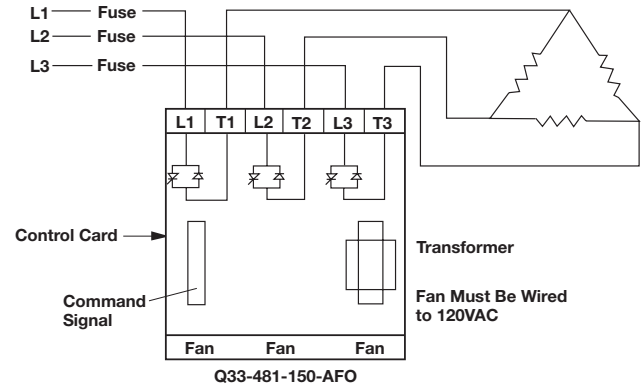 L1 Fuse
L2 Fuse
L3 Fuse
L1 T1 L2 T2 L3 T3
Control Card
Transformer
Command
Signal
Fan Must Be Wired
to 120VAC
Fan Fan Fan
Q33-481-150-AFO